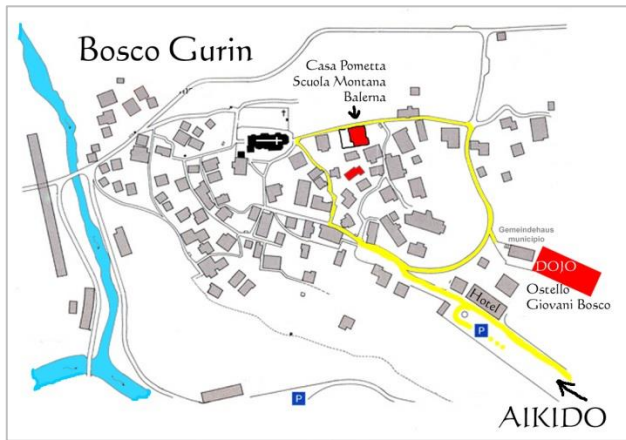 Bosco Gurin
Casa Pometta
Scuola Montana
Balerna
Gemeindehaus
municipio
DOJO
Ostello
Giovani Bosco
Hotel
P
P
AIKIDO